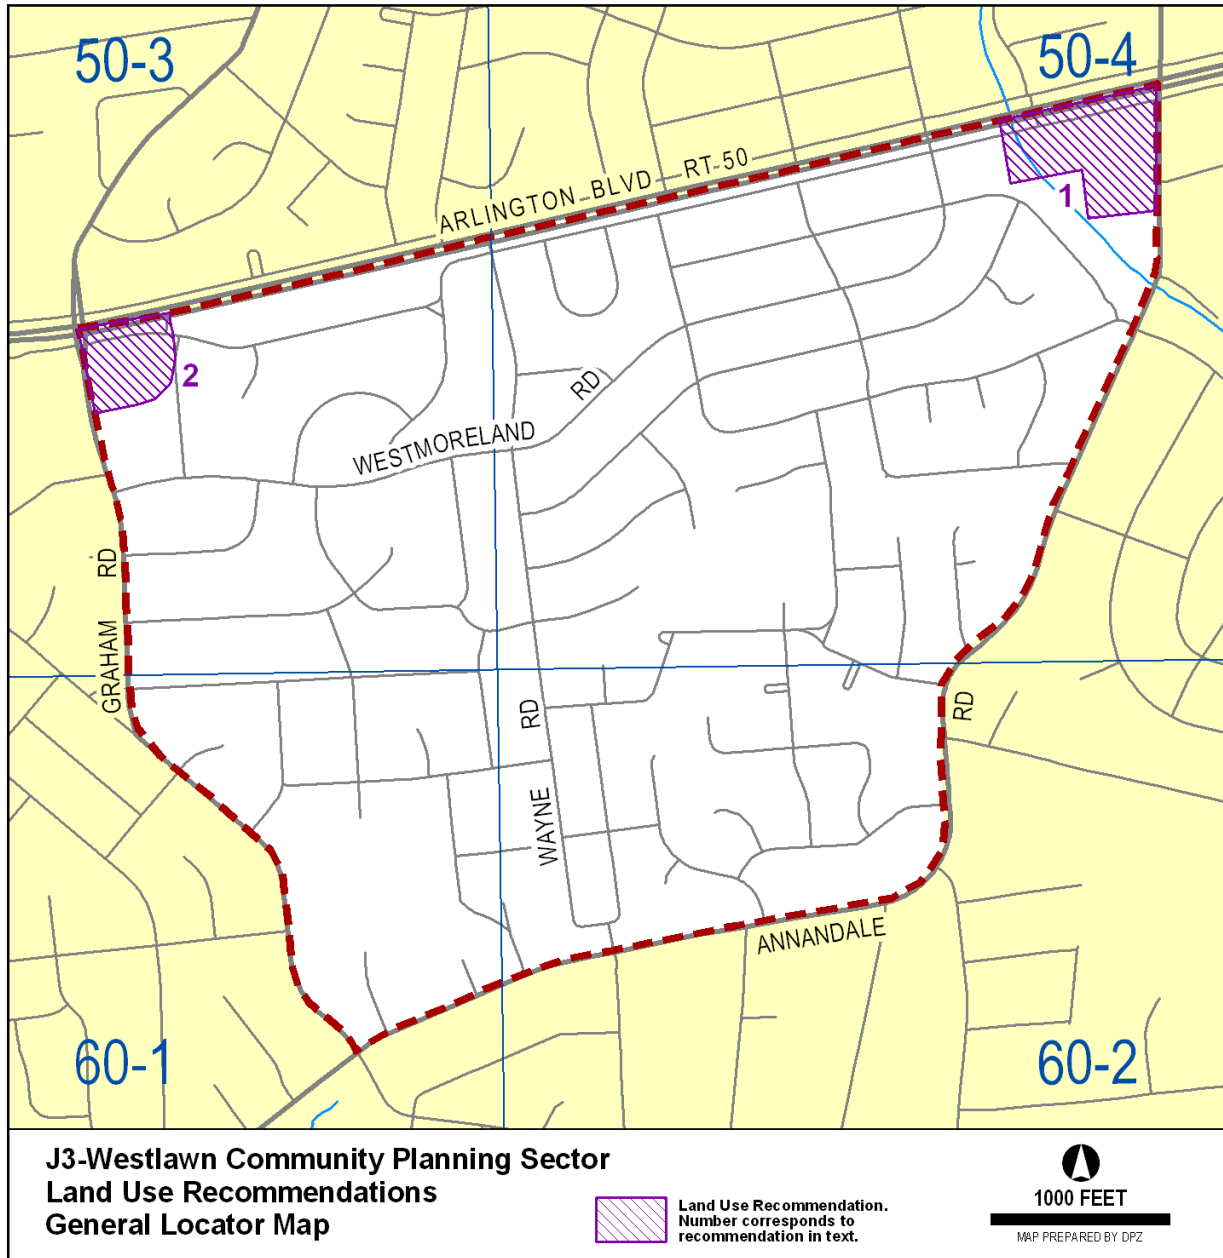 50-3
50-4
ARLINGTON BLVD RT 50
1
2
RD
WESTMORELAND
RD
GRAHAM
RD
RD
WAYNE
ANNANDALE
60-1
60-2
J3-Westlawn Community Planning Sector
Land Use Recommendations
General Locator Map
Land Use Recommendation.
Number corresponds to
recommendation in text.
1000 FEET
MAP PREPARED BY DPZ